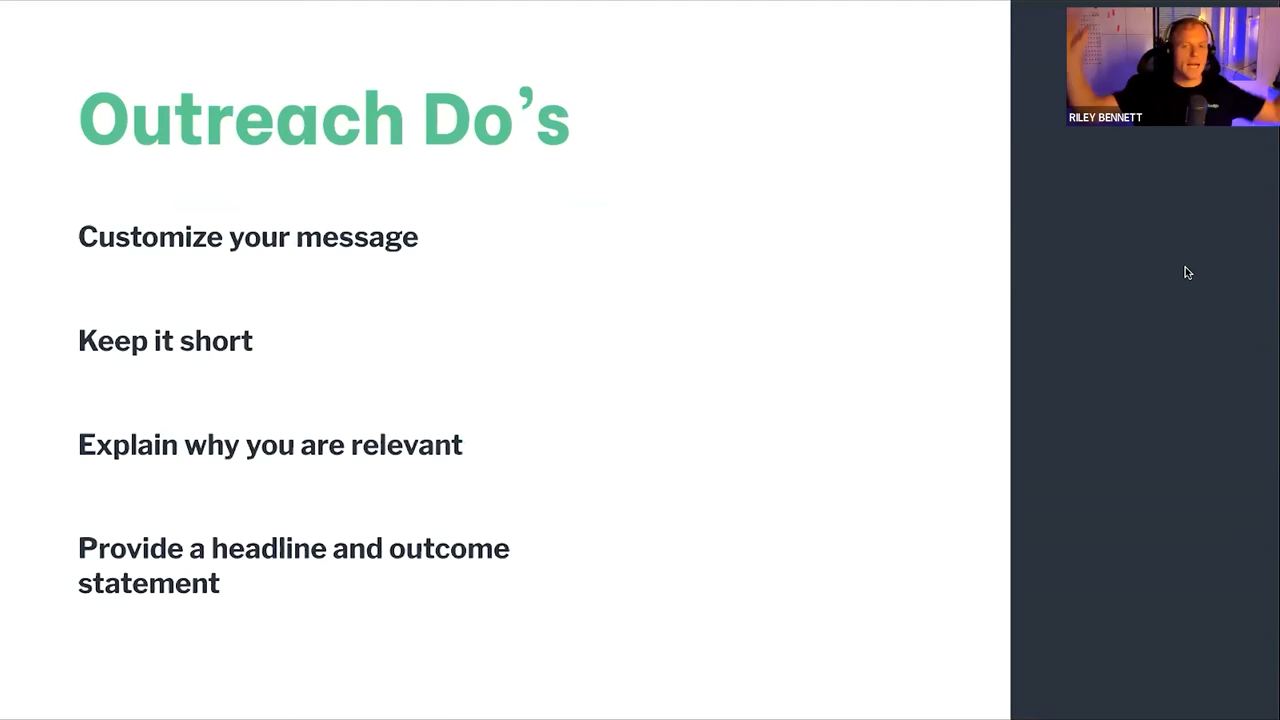 Outreach Do's
Customize your message
Keep it short
Explain why you are relevant
Provide a headline and outcome
statement
RILEY BENNETT